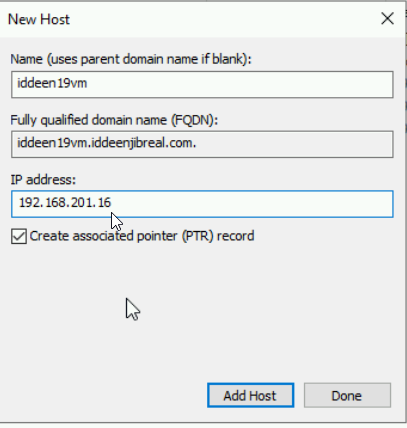 New Host
Name (uses parent domain name if blank):
iddeen19vm
Fully qualified domain name (FQDN):
iddeen19vm.iddeenjibreal.com.
IP address:
192.168.201.16
Create associated pointer (PTR) record
Add Host
Done